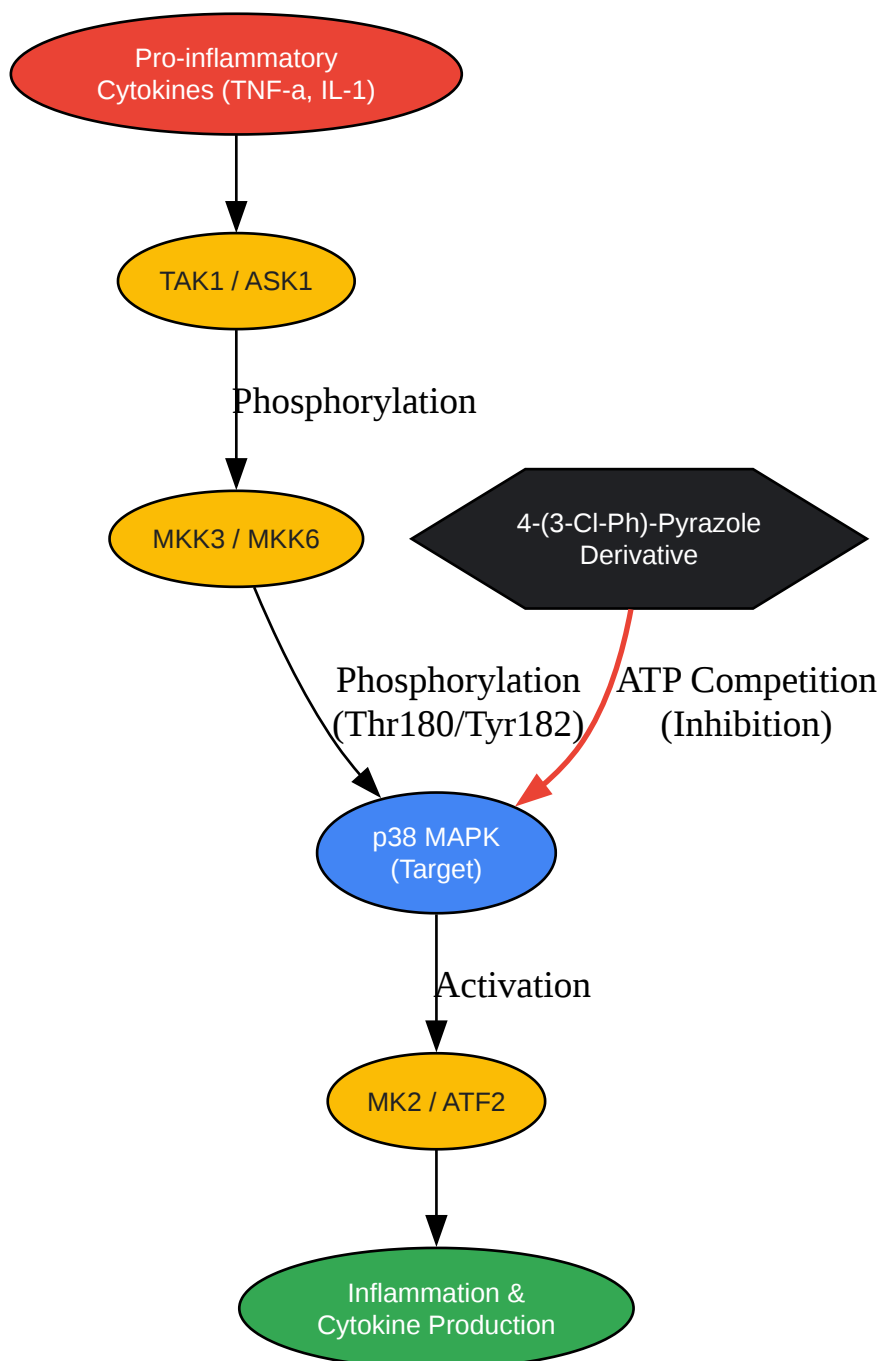 Pro-inflammatory
Cytokines (TNF-a, IL-1)
TAK1 / ASK1
Phosphorylation
MKK3 / MKK6
4-(3-Cl-Ph)-Pyrazole
Derivative
Phosphorylation
(Thr180/Tyr182)
ATP Competition
(Inhibition)
p38 MAPK
(Target)
Activation
MK2 / ATF2
Inflammation &
Cytokine Production